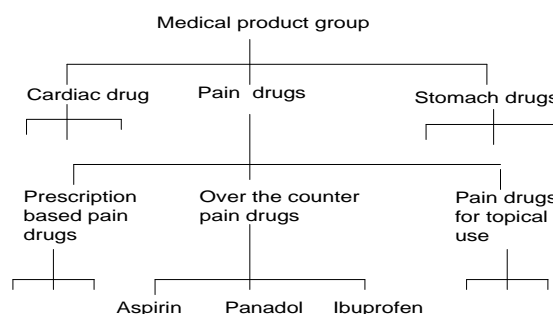 Medical product group
Cardiac drug
Pain drugs
Stomach drugs
Prescription
based pain
drugs
Over the counter
pain drugs
Pain drugs
for topical
use
Aspirin
Panadol
Ibuprofen